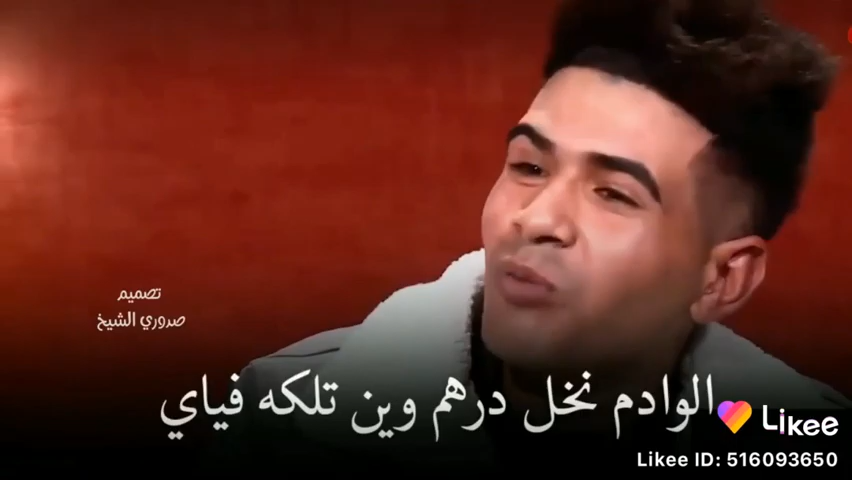 تصميم
صدوري الشيخ
الوادم نخل درهم وين تلكه فياي
Likee
Likee ID: 516093650